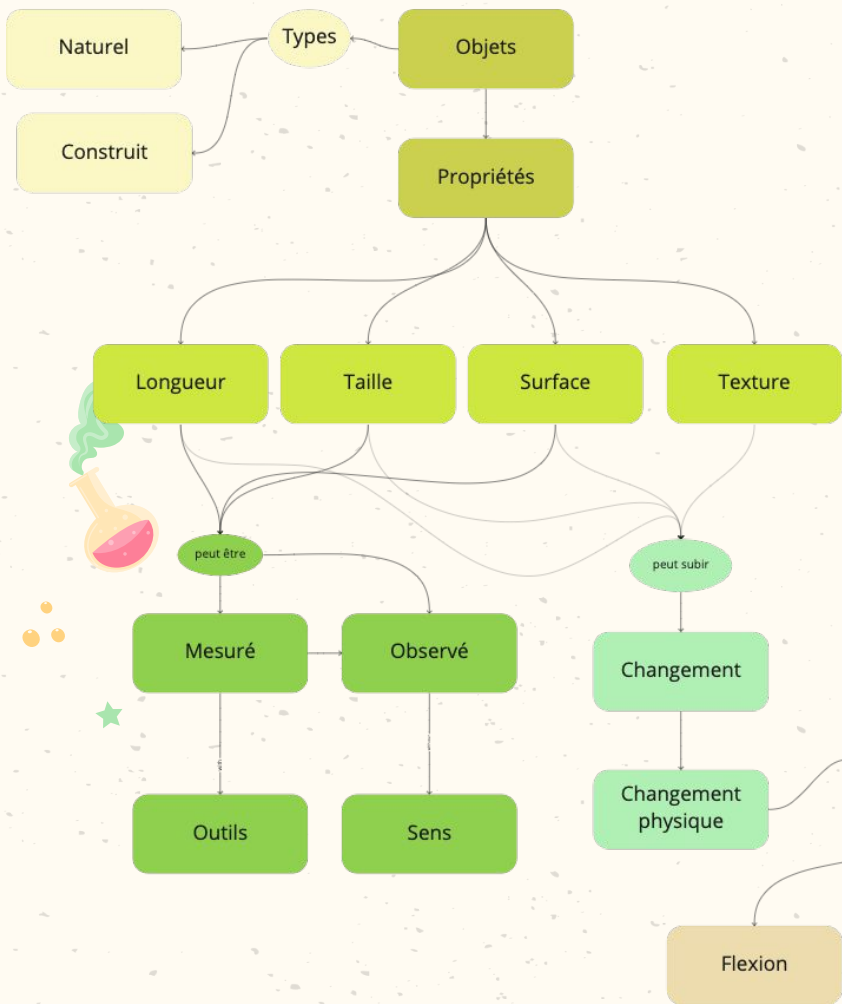 Naturel
Types
Objets
Construit
Propriétés
Longueur
Taille
Surface
Texture
peut être
peut subir
Mesuré
Observé
Changement
Outils
Sens
Changement
physique
Flexion